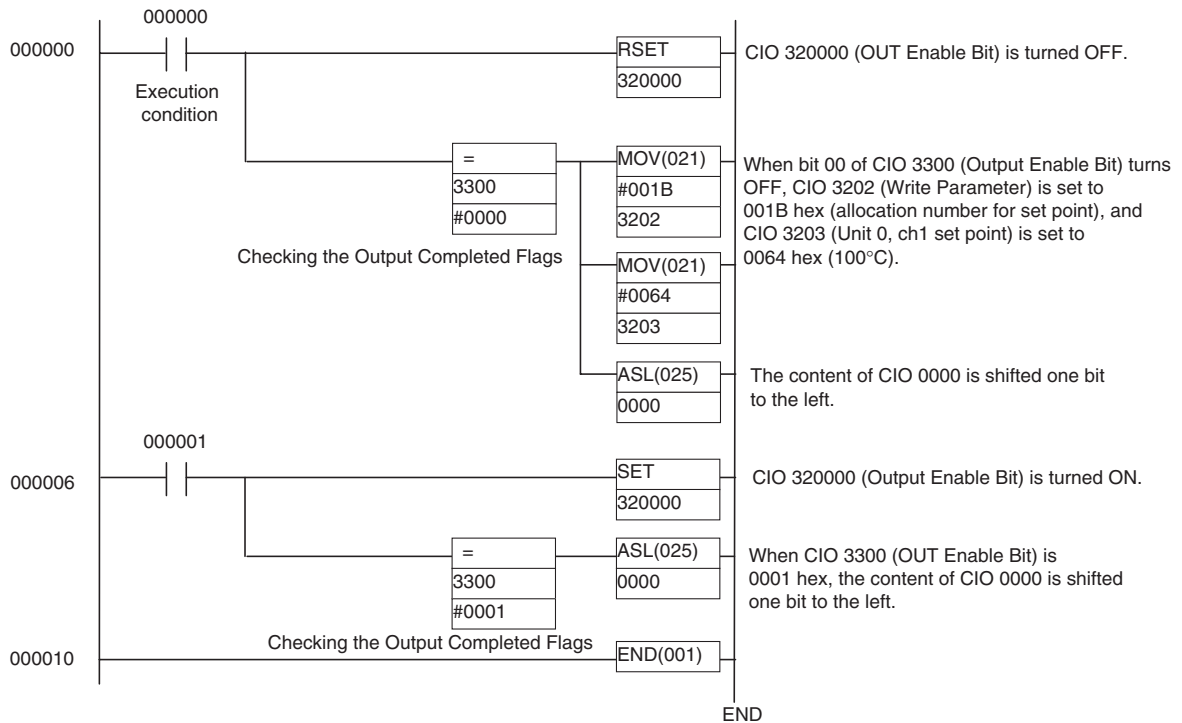 000000
000000
RSET
320000
CIO 320000 (OUT Enable Bit) is turned OFF.
Execution
condition
=
3300
#0000
MOV(021)
#001B
3202
When bit 00 of CIO 3300 (Output Enable Bit) turns
OFF, CIO 3202 (Write Parameter) is set to
001B hex (allocation number for set point), and
CIO 3203 (Unit 0, ch1 set point) is set to
0064 hex (100°C).
Checking the Output Completed Flags
MOV(021)
#0064
3203
ASL(025)
0000
The content of CIO 0000 is shifted one bit
to the left.
000001
000006
SET
320000
CIO 320000 (Output Enable Bit) is turned ON.
=
3300
#0001
ASL(025)
0000
When CIO 3300 (OUT Enable Bit) is
0001 hex, the content of CIO 0000 is shifted
one bit to the left.
Checking the Output Completed Flags
000010
END(001)
END